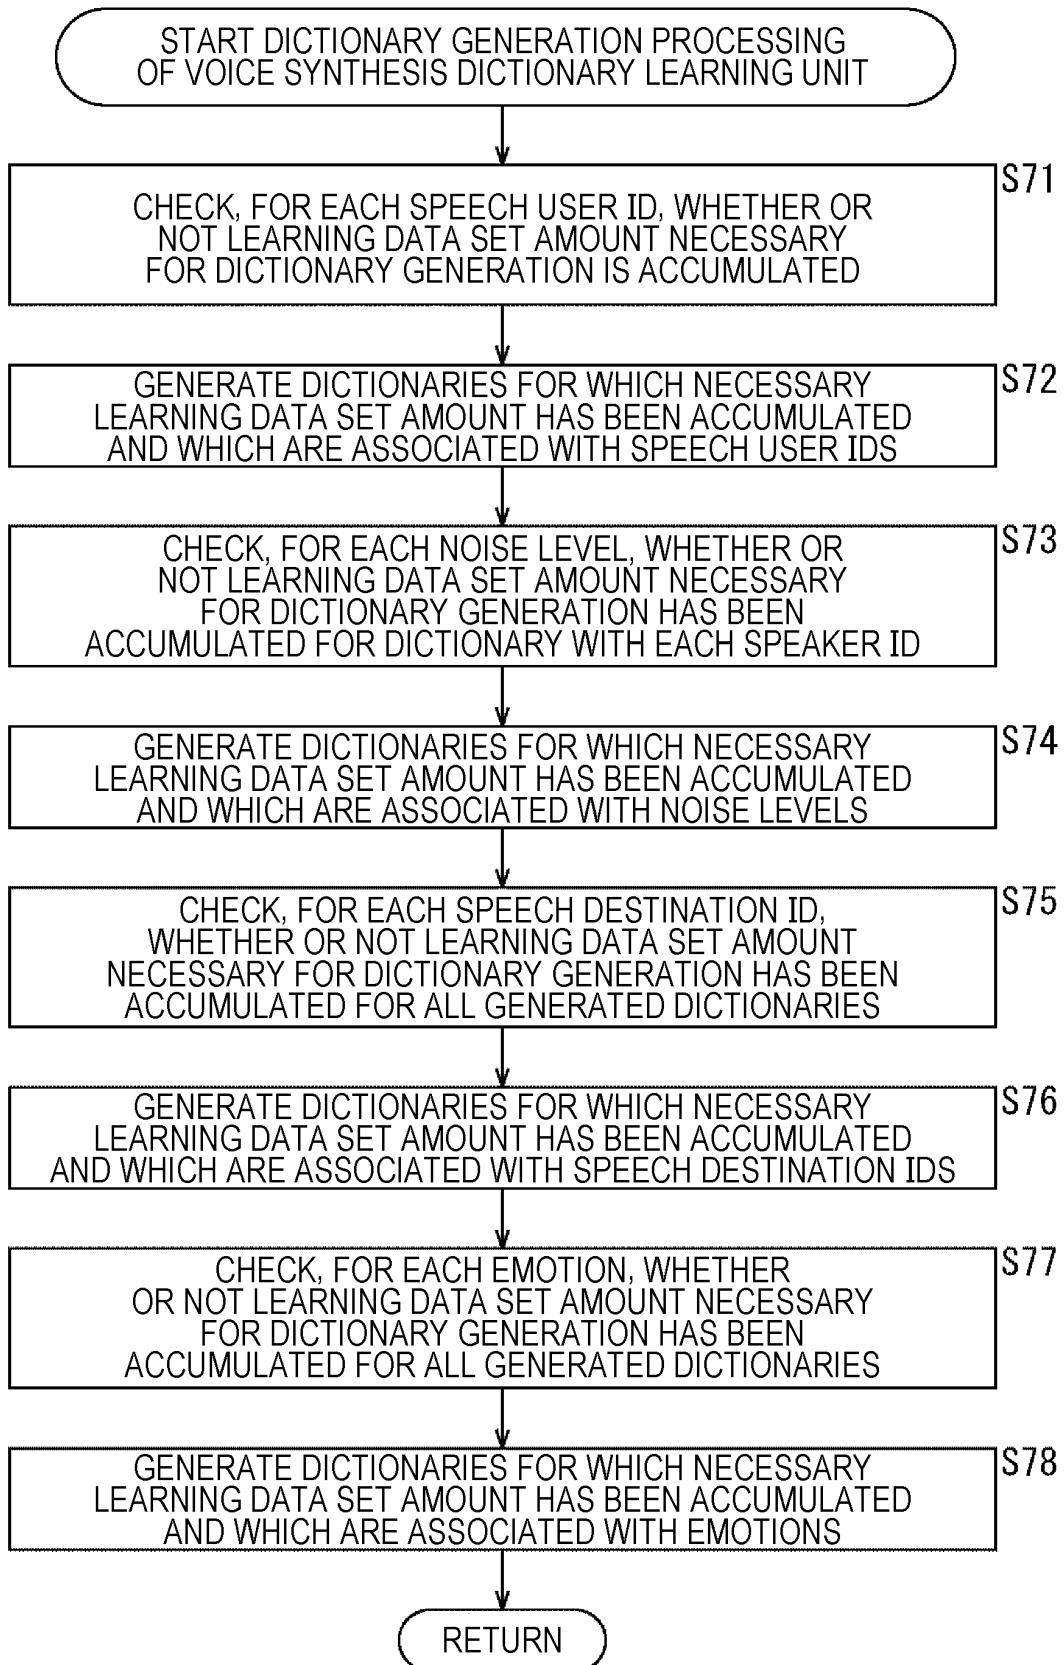 START DICTIONARY GENERATION PROCESSING
OF VOICE SYNTHESIS DICTIONARY LEARNING UNIT
S71
CHECK, FOR EACH SPEECH USER ID, WHETHER OR
NOT LEARNING DATA SET AMOUNT NECESSARY
FOR DICTIONARY GENERATION IS ACCUMULATED
S72
GENERATE DICTIONARIES FOR WHICH NECESSARY
LEARNING DATA SET AMOUNT HAS BEEN ACCUMULATED
AND WHICH ARE ASSOCIATED WITH SPEECH USER IDS
S73
CHECK, FOR EACH NOISE LEVEL, WHETHER OR
NOT LEARNING DATA SET AMOUNT NECESSARY
FOR DICTIONARY GENERATION HAS BEEN
ACCUMULATED FOR DICTIONARY WITH EACH SPEAKER ID
S74
GENERATE DICTIONARIES FOR WHICH NECESSARY
LEARNING DATA SET AMOUNT HAS BEEN ACCUMULATED
AND WHICH ARE ASSOCIATED WITH NOISE LEVELS
S75
CHECK, FOR EACH SPEECH DESTINATION ID,
WHETHER OR NOT LEARNING DATA SET AMOUNT
NECESSARY FOR DICTIONARY GENERATION HAS BEEN
ACCUMULATED FOR ALL GENERATED DICTIONARIES
S76
GENERATE DICTIONARIES FOR WHICH NECESSARY
LEARNING DATA SET AMOUNT HAS BEEN ACCUMULATED
AND WHICH ARE ASSOCIATED WITH SPEECH DESTINATION IDS
S77
CHECK, FOR EACH EMOTION, WHETHER
OR NOT LEARNING DATA SET AMOUNT NECESSARY
FOR DICTIONARY GENERATION HAS BEEN
ACCUMULATED FOR ALL GENERATED DICTIONARIES
S78
GENERATE DICTIONARIES FOR WHICH NECESSARY
LEARNING DATA SET AMOUNT HAS BEEN ACCUMULATED
AND WHICH ARE ASSOCIATED WITH EMOTIONS
RETURN